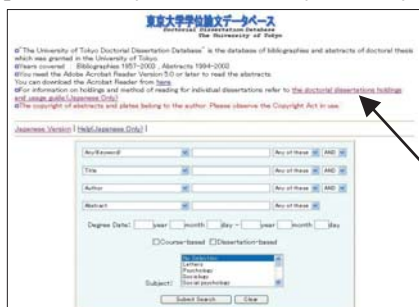 東京大学学位論文データベース
Doctorial Dissertation Database
The University of Tokyo
"The University of Tokyo Doctorial Dissertation Database" is the database of bibliographies and abstracts of doctorial thesis
which was granted in the University of Tokyo.
Years covered : Bibliographies 1957-2002 , Abstracts 1994-2002
You need the Adobe Acrobat Reader Version 5.0 or later to read the abstracts.
You can download the Acrobat Reader from here.
For information on holdings and method of reading for individual dissertations refer to the doctorial dissertations holdings
and usage guide.(Japanese Only)
The copyright of abstracts and plates belong to the author. Please observe the Copyright Act in use.
Japanese Version | Help(Japanese Only) |
Any Keyword Any of these AND
Title Any of these AND
Author Any of these AND
Abstract Any of these
Degree Date: year month day - year month day
Course-based Dissertation-based
Subject: No Selection
Letters
Psychology
Sociology
Social psychology
Submit Search Clear